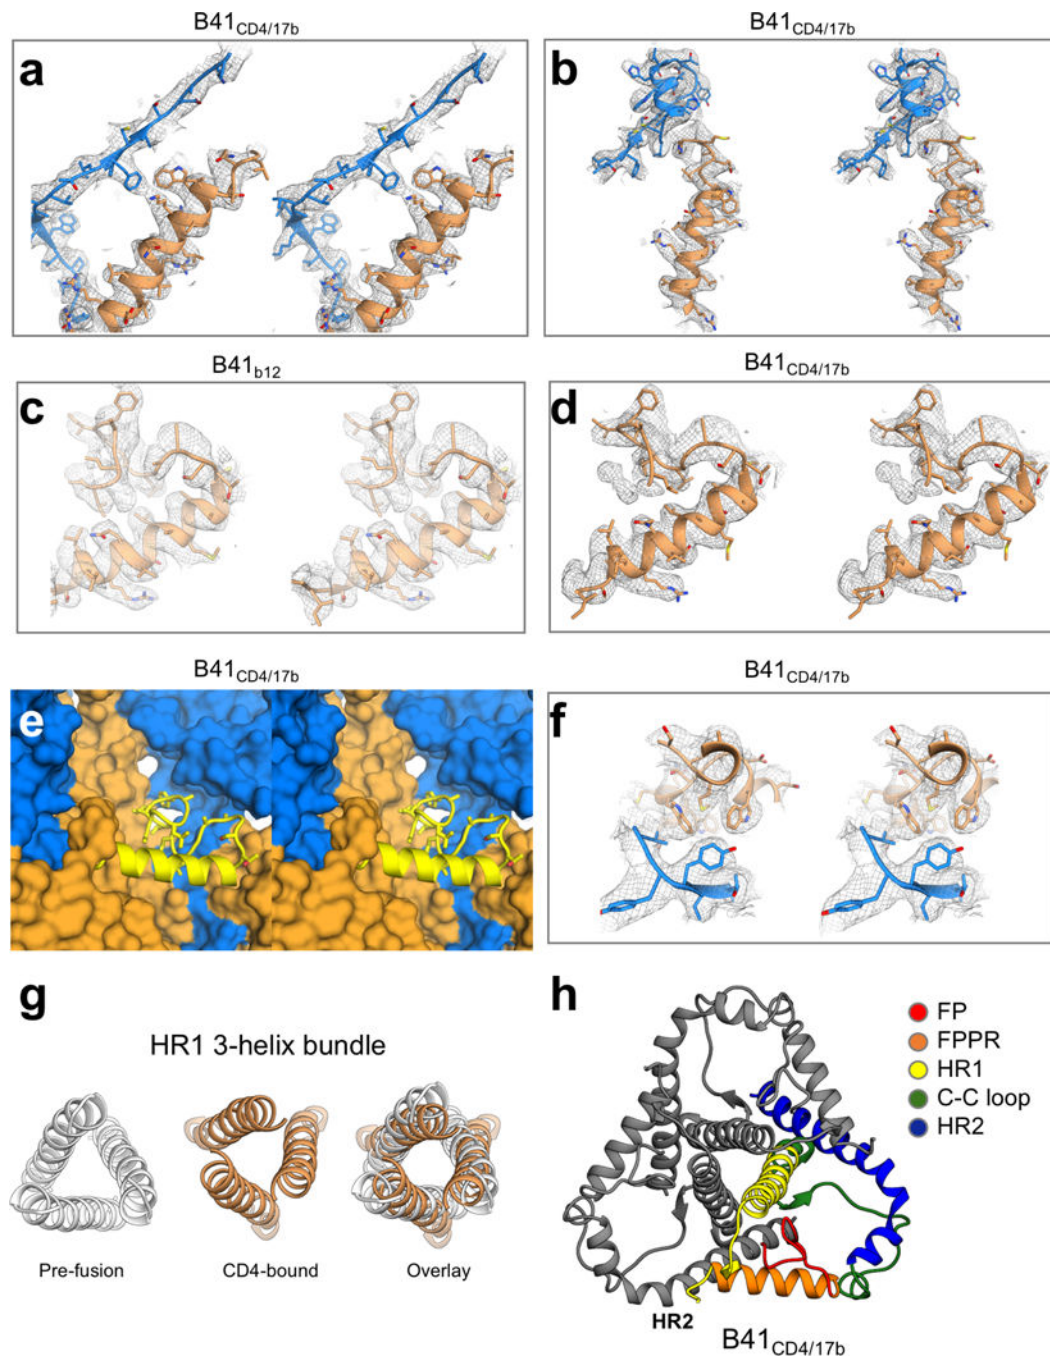 B41CD4/17b
B41CD4/17b
a
b
B41b12
B41CD4/17b
c
d
B41CD4/17b
B41CD4/17b
e
f
g
HR1 3-helix bundle
Pre-fusion
CD4-bound
Overlay
h
FP
FPPR
HR1
C-C loop
HR2
HR2
B41CD4/17b